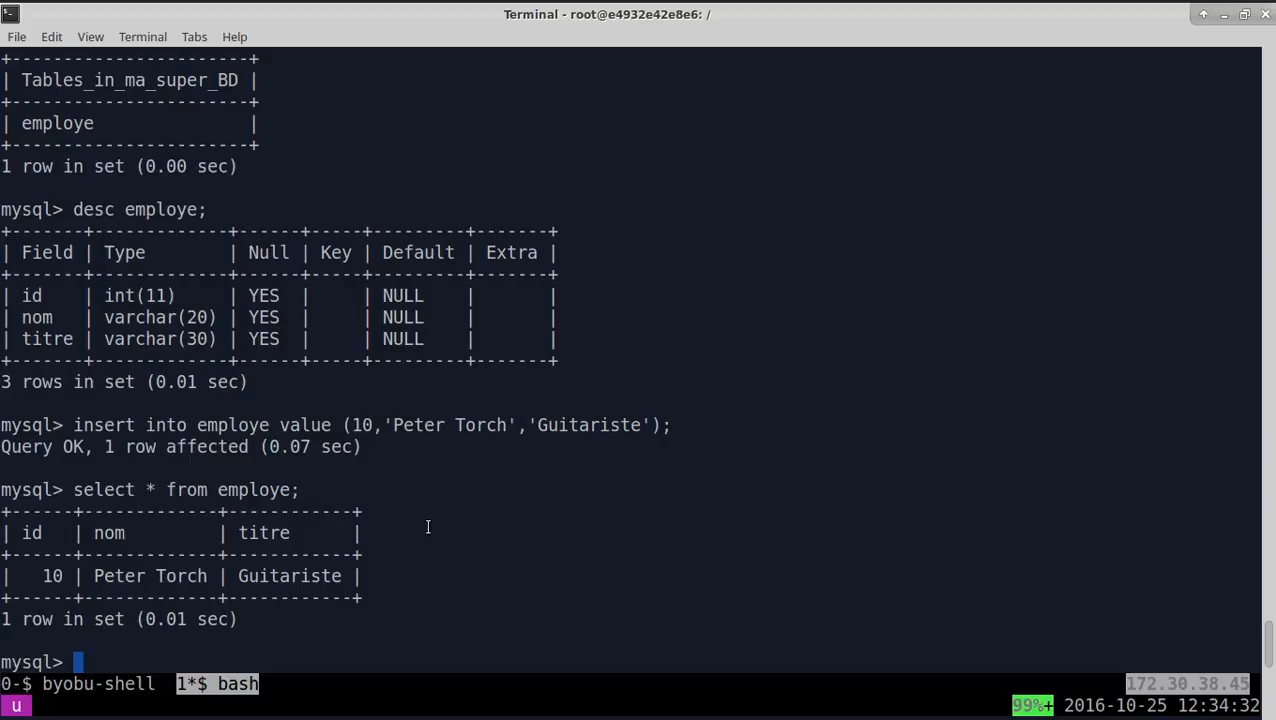 Terminal - root@e4932e42e8e6: /
File Edit View Terminal Tabs Help
+-----------------------+
| Tables_in_ma_super_BD |
+-----------------------+
| employe               |
+-----------------------+
1 row in set (0.00 sec)
mysql> desc employe;
+-------+-------------+------+-----+---------+-------+
| Field | Type        | Null | Key | Default | Extra |
+-------+-------------+------+-----+---------+-------+
| id    | int(11)     | YES  |     | NULL    |       |
| nom   | varchar(20) | YES  |     | NULL    |       |
| titre | varchar(30) | YES  |     | NULL    |       |
+-------+-------------+------+-----+---------+-------+
3 rows in set (0.01 sec)
mysql> insert into employe value (10,'Peter Torch','Guitariste');
Query OK, 1 row affected (0.07 sec)
mysql> select * from employe;
+------+-------------+------------+
| id   | nom         | titre      |
+------+-------------+------------+
|   10 | Peter Torch | Guitariste |
+------+-------------+------------+
1 row in set (0.01 sec)
mysql>
0-$ byobu-shell  1*$ bash 172.30.38.45
u 99%+ 2016-10-25 12:34:32